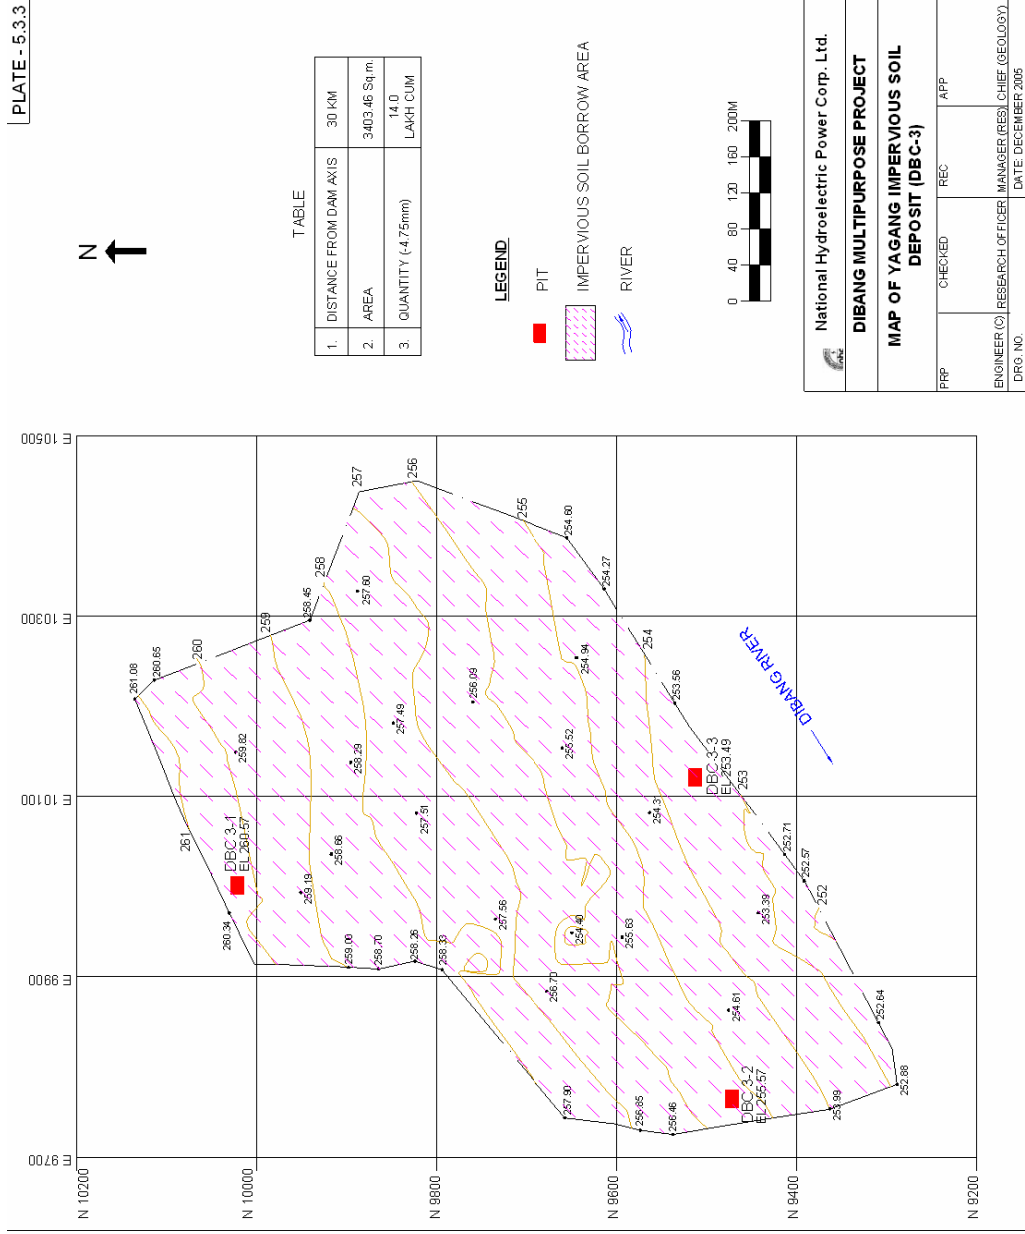 PLATE - 5.3.3
N
TABLE
1. DISTANCE FROM DAM AXIS 30 KM
2. AREA 3403.46 Sq.m.
3. QUANTITY (-4.75mm) 14.0 LAKH CUM
LEGEND
PIT
IMPERVIOUS SOIL BORROW AREA
RIVER
0 40 80 120 160 200M
National Hydroelectric Power Corp. Ltd.
DIBANG MULTIPURPOSE PROJECT
MAP OF YAGANG IMPERVIOUS SOIL
DEPOSIT (DBC-3)
PRP CHECKED REC APP
ENGINEER (C) RESEARCH OFFICER MANAGER (RES) CHIEF (GEOLOGY)
DRG. NO. DATE: DECEMBER 2005
E 10500
E 10300
E 10100
E 9900
E 9700
N 10200
N 10000
N 9800
N 9600
N 9400
N 9200
261.08
260.65
260
259
258.45
258
257
256
255
254.60
254.27
254
253.56
253
252.71
252.57
252
252.64
252.88
253.99
256.46
256.65
257.90
258.33
258.26
258.70
259.00
260.34
261
259.82
DBC 3-1
EL 260.57
259.19
258.66
258.29
257.49
257.60
257.51
256.09
254.94
255.52
254.31
257.56
254.40
255.63
256.70
254.61
253.39
DBC 3-2
EL 255.57
DBC 3-3
EL 253.49
DIBANG RIVER